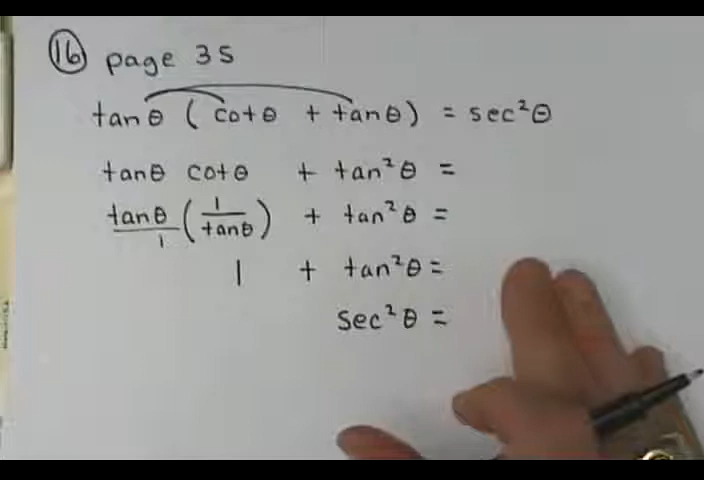 16 page 35
tanθ ( cotθ + tanθ ) = sec²θ
tanθ cotθ + tan²θ =
tanθ/1 ( 1/tanθ ) + tan²θ =
1 + tan²θ =
sec²θ =